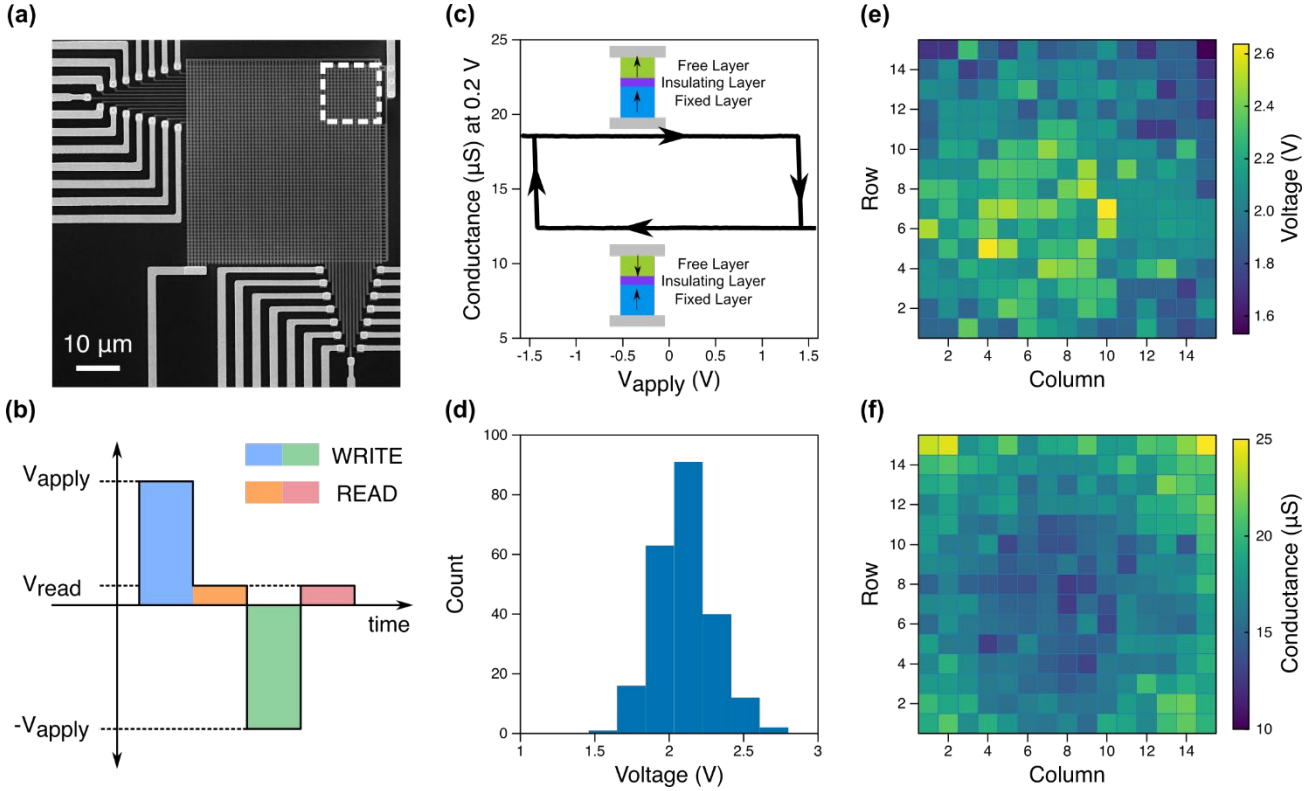 (a)
10 µm
(b)
Vapply
Vread
-Vapply
WRITE
READ
time
(c)
Conductance (µS) at 0.2 V
25
20
15
10
5
Free Layer
Insulating Layer
Fixed Layer
Free Layer
Insulating Layer
Fixed Layer
-1.5 -1 -0.5 0 0.5 1 1.5
Vapply (V)
(d)
Count
100
80
60
40
20
0
1 1.5 2 2.5 3
Voltage (V)
(e)
Row
14
12
10
8
6
4
2
2 4 6 8 10 12 14
Column
2.6
2.4
2.2
2.0
1.8
1.6
Voltage (V)
(f)
Row
14
12
10
8
6
4
2
2 4 6 8 10 12 14
Column
25
20
15
10
Conductance (µS)